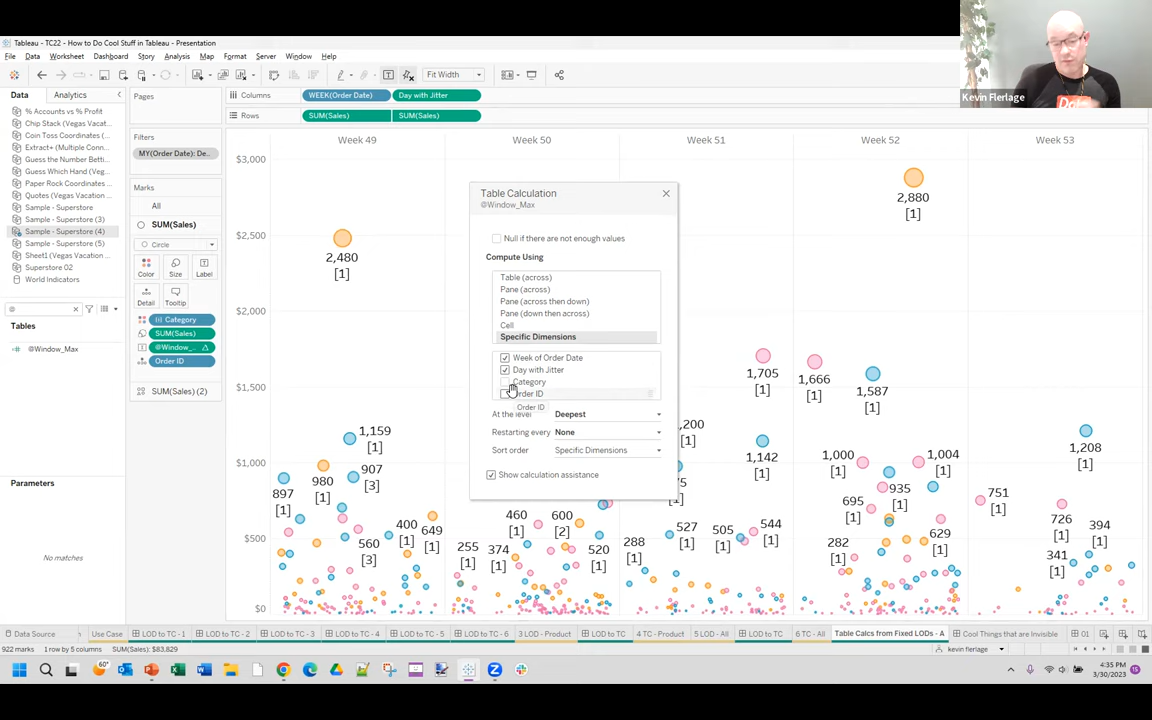 Tableau - TC22 - How to Do Cool Stuff in Tableau - Presentation
File Data Worksheet Dashboard Story Analysis Map Format Server Window Help
Fit Width
Kevin Flerlage
Data Analytics
% Accounts vs % Profit
Chip Stack (Vegas Vacat...
Coin Toss Coordinates (...
Extract+ (Multiple Conn...
Guess the Number Betti...
Guess Which Hand (Veg...
Paper Rock Coordinates ...
Quotes (Vegas Vacation ...
Sample - Superstore
Sample - Superstore (3)
Sample - Superstore (4)
Sample - Superstore (5)
Sheet1 (Vegas Vacation ...
Superstore 02
World Indicators
@
Tables
@Window_Max
Parameters
No matches
Pages
Filters
MY(Order Date): De...
Marks
All
SUM(Sales)
Circle
Color Size Label
Detail Tooltip
Category
SUM(Sales)
@Window_...
Order ID
SUM(Sales) (2)
Columns WEEK(Order Date) Day with Jitter
Rows SUM(Sales) SUM(Sales)
Week 49 Week 50 Week 51 Week 52 Week 53
$3,000
$2,500
$2,000
$1,500
$1,000
$500
$0
2,480
[1]
1,159
[1]
907
[3]
980
[1]
897
[1]
560
[3]
400
[1]
649
[1]
255
[1]
374
[1]
460
[1]
600
[2]
520
[1]
288
[1]
,200
[1]
75
[1]
527
[1]
505
[1]
544
[1]
1,142
[1]
1,705
[1]
1,666
[1]
1,587
[1]
2,880
[1]
1,000
[1]
1,004
[1]
695
[1]
935
[1]
282
[1]
629
[1]
751
[1]
726
[1]
394
[1]
341
[1]
1,208
[1]
Table Calculation
@Window_Max
Null if there are not enough values
Compute Using
Table (across)
Pane (across)
Pane (across then down)
Pane (down then across)
Cell
Specific Dimensions
Week of Order Date
Day with Jitter
Category
rder ID
Order ID
At the level Deepest
Restarting every None
Sort order Specific Dimensions
Show calculation assistance
Data Source Use Case LOD to TC - 1 LOD to TC - 2 LOD to TC - 3 LOD to TC - 4 LOD to TC - 5 LOD to TC - 6 3 LOD - Product LOD to TC 4 TC - Product 5 LOD - All LOD to TC 6 TC - All Table Calcs from Fixed LODs - A Cool Things that are Invisible 01
922 marks 1 row by 5 columns SUM(Sales): $83,829 kevin flerlage
60°
4:35 PM
3/30/2023
15